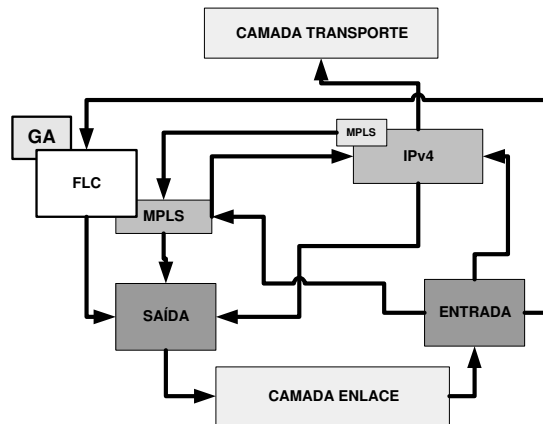 CAMADA TRANSPORTE
GA
MPLS
IPv4
FLC
MPLS
SAÍDA
ENTRADA
CAMADA ENLACE